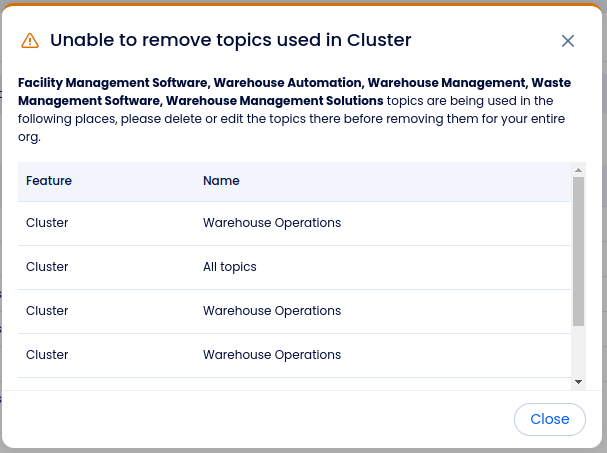 Unable to remove topics used in Cluster
Facility Management Software, Warehouse Automation, Warehouse Management, Waste
Management Software, Warehouse Management Solutions topics are being used in the
following places, please delete or edit the topics there before removing them for your entire
org.
Feature Name
Cluster Warehouse Operations
Cluster All topics
Cluster Warehouse Operations
Cluster Warehouse Operations
Close